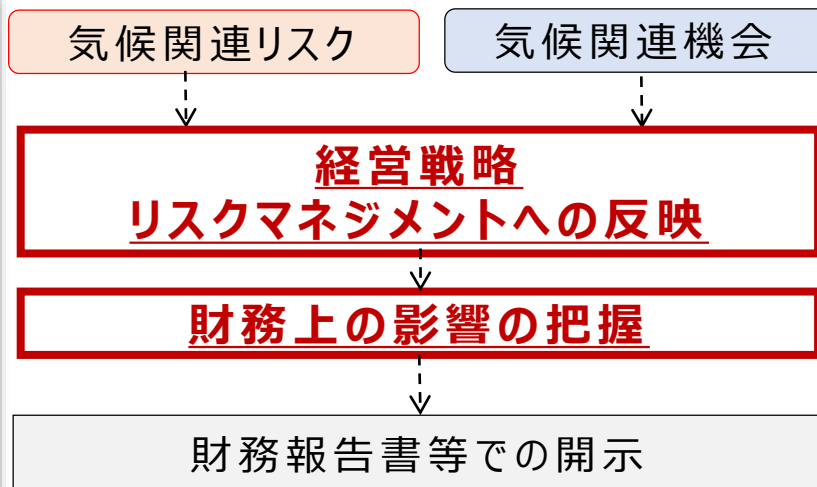 気候関連リスク
気候関連機会
経営戦略
リスクマネジメントへの反映
財務上の影響の把握
財務報告書等での開示